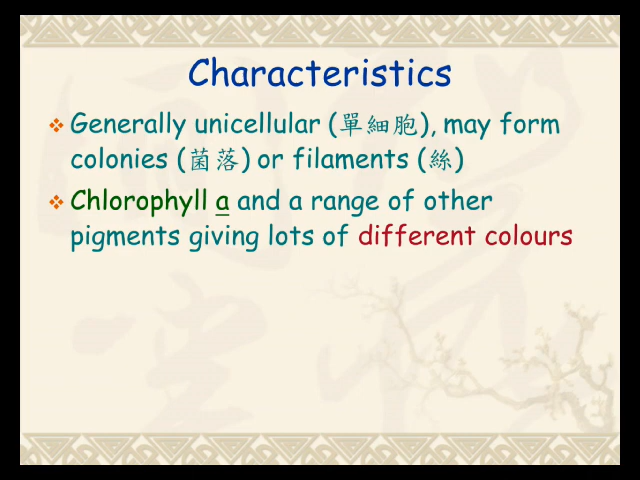 Characteristics
Generally unicellular (單細胞), may form
colonies (菌落) or filaments (絲)
Chlorophyll a and a range of other
pigments giving lots of different colours